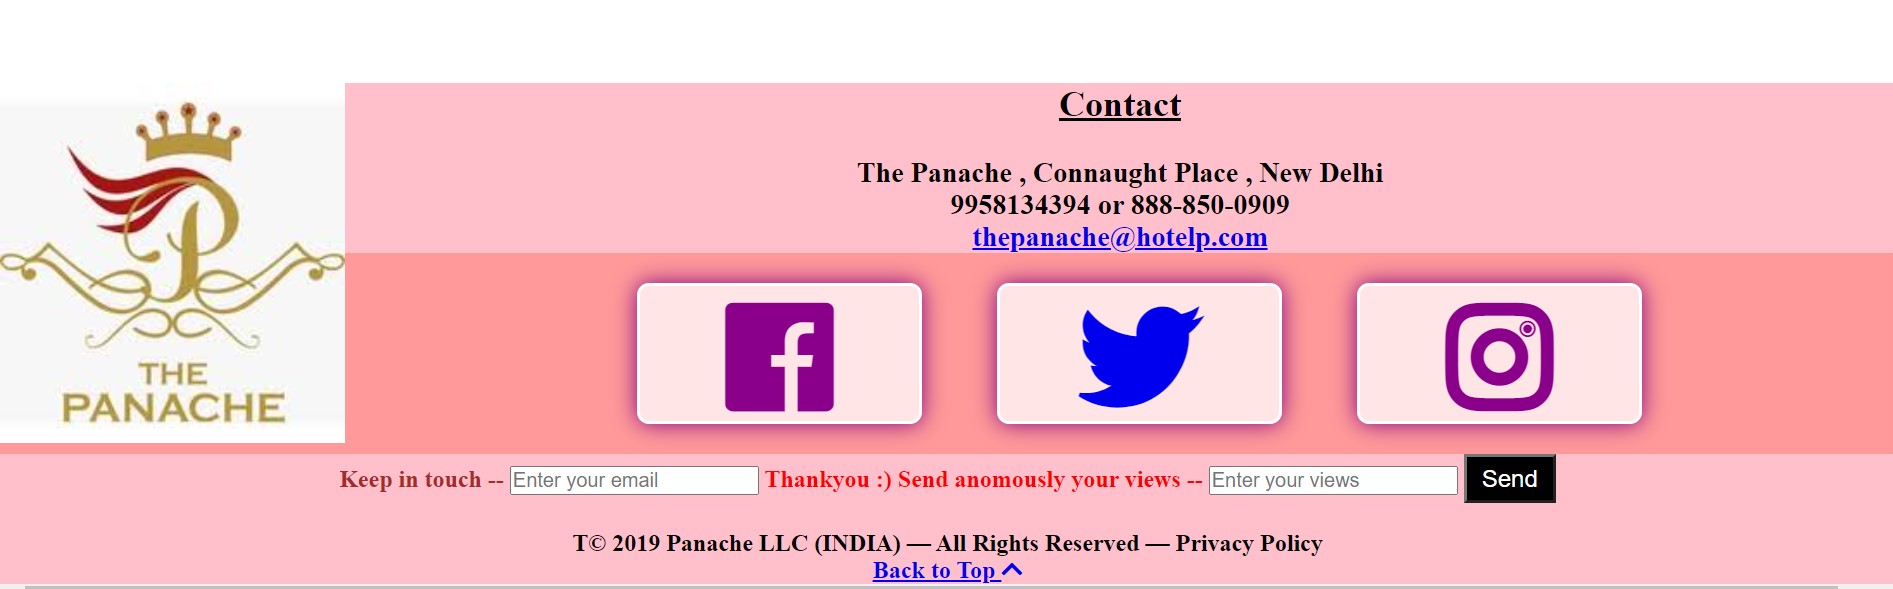 THE
PANACHE
Contact
The Panache , Connaught Place , New Delhi
9958134394 or 888-850-0909
thepanache@hotelp.com
Keep in touch -- Enter your email Thankyou :) Send anomously your views -- Enter your views Send
T© 2019 Panache LLC (INDIA) — All Rights Reserved — Privacy Policy
Back to Top